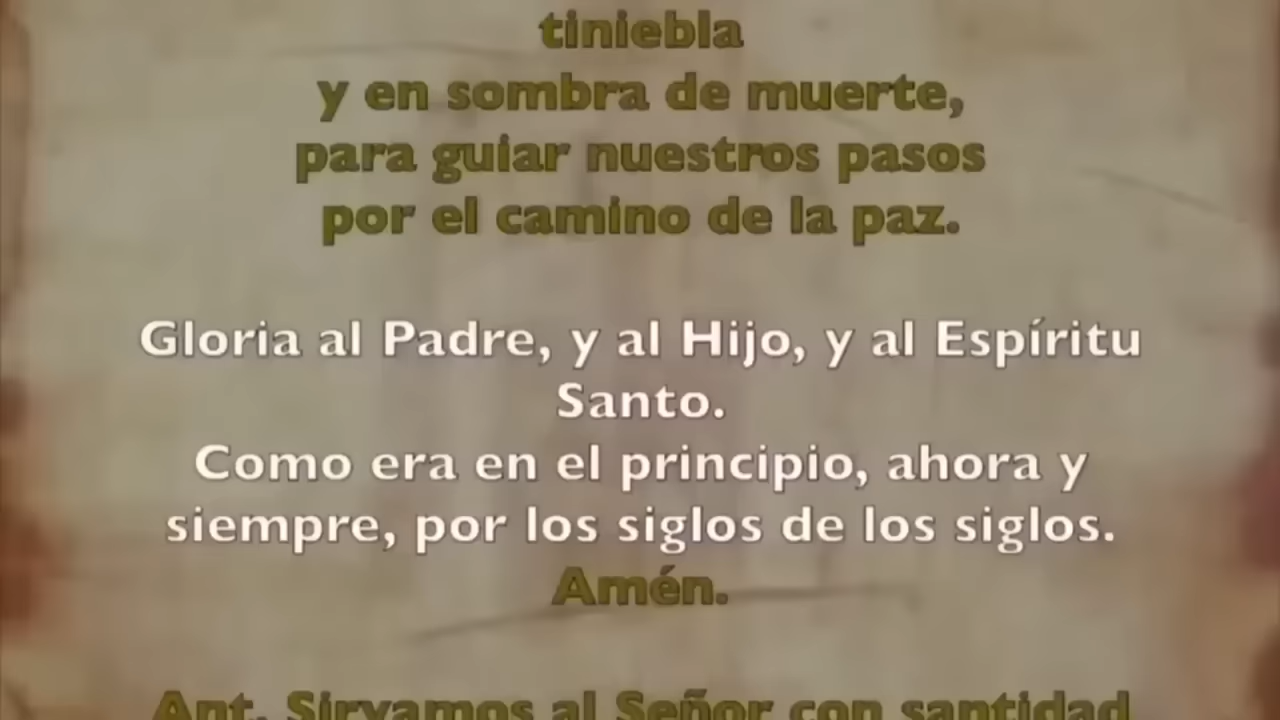 tiniebla
y en sombra de muerte,
para guiar nuestros pasos
por el camino de la paz.
Gloria al Padre, y al Hijo, y al Espíritu
Santo.
Como era en el principio, ahora y
siempre, por los siglos de los siglos.
Amén.
Ant. Sirvamos al Señor con santidad